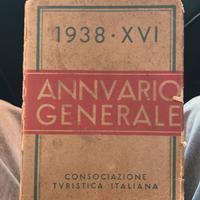 1938·XVI
ANNVARIO
GENERALE
CONSOCIAZIONE
TVRISTICA·ITALIANA